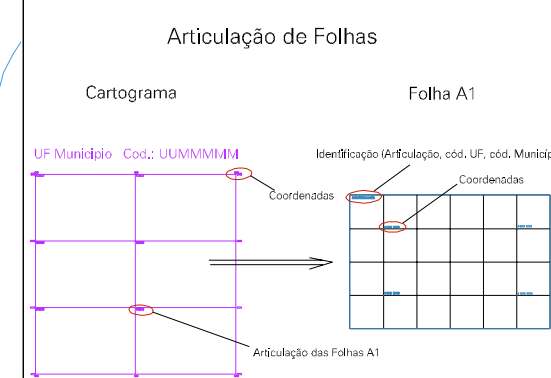 Articulação de Folhas
Cartograma
Folha A1
UF Municipio Cod.: UUMMMMM
Identificação (Articulação, cód. UF, cód. Municíp
Coordenadas
Coordenadas
Articulação das Folhas A1